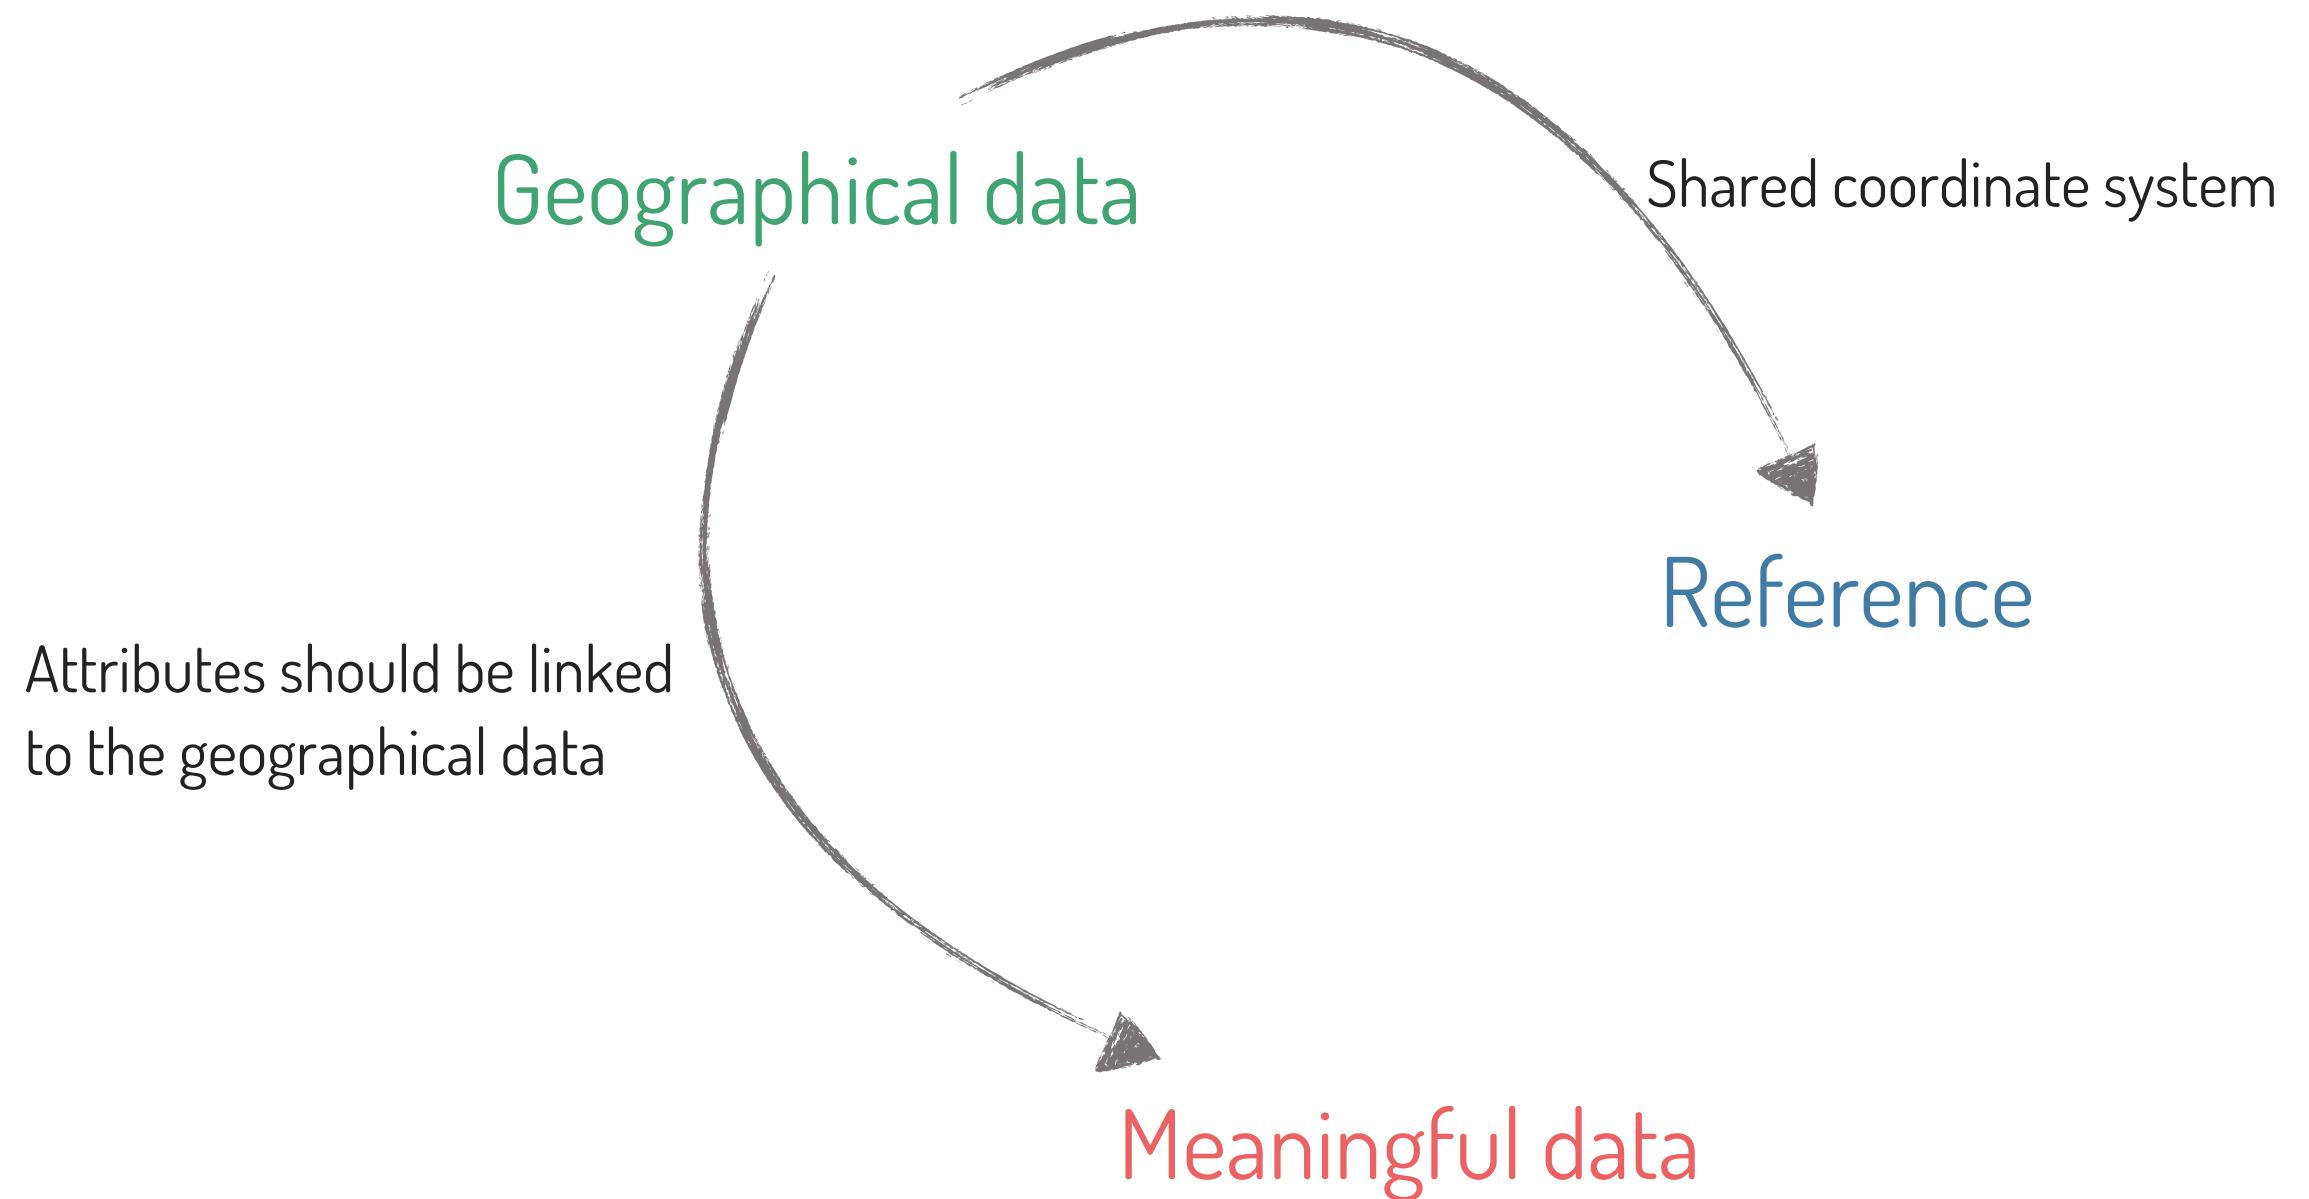 Geographical data
Shared coordinate system
Reference
Attributes should be linked
to the geographical data
Meaningful data